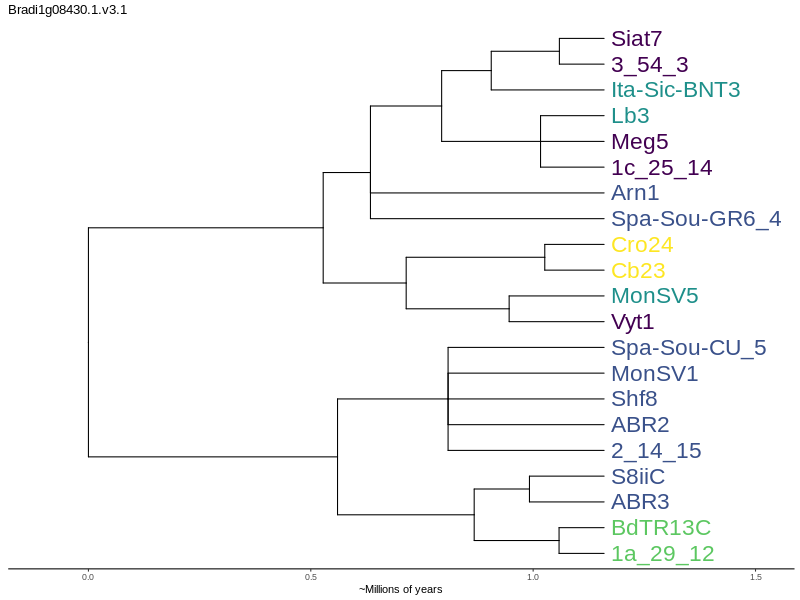 Bradi1g08430.1.v3.1
Siat7
3_54_3
Ita-Sic-BNT3
Lb3
Meg5
1c_25_14
Arn1
Spa-Sou-GR6_4
Cro24
Cb23
MonSV5
Vyt1
Spa-Sou-CU_5
MonSV1
Shf8
ABR2
2_14_15
S8iiC
ABR3
BdTR13C
1a_29_12
0.0 0.5 1.0 1.5
~Millions of years